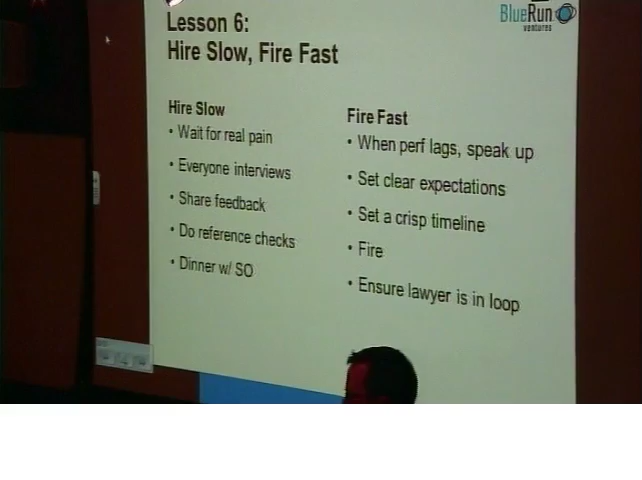 Lesson 6:
Hire Slow, Fire Fast
BlueRun
ventures
Hire Slow
• Wait for real pain
• Everyone interviews
• Share feedback
• Do reference checks
• Dinner w/ SO
Fire Fast
• When perf lags, speak up
• Set clear expectations
• Set a crisp timeline
• Fire
• Ensure lawyer is in loop